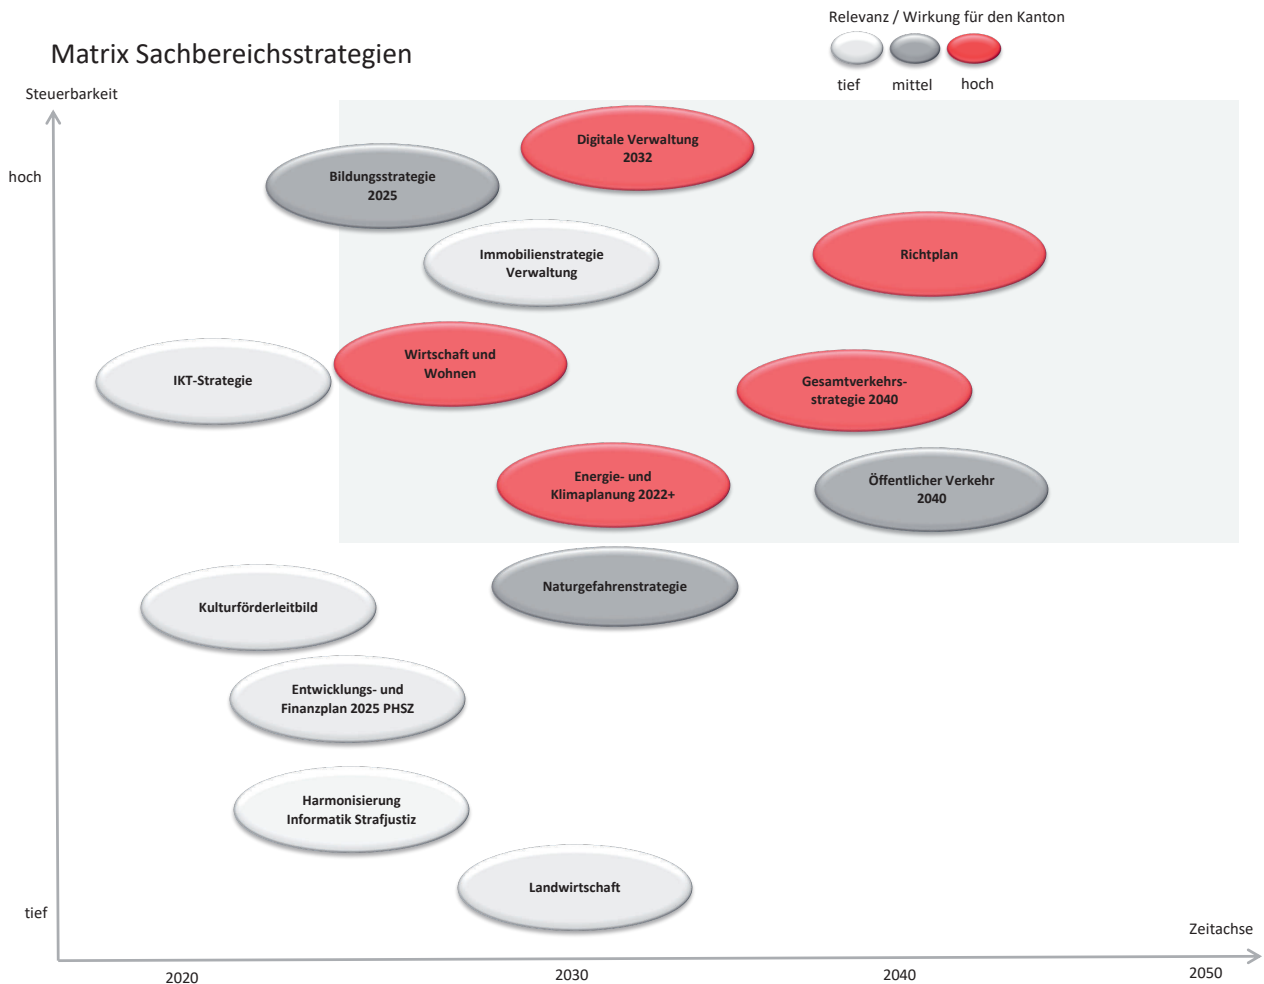 Relevanz / Wirkung für den Kanton
tief
mittel
hoch
Matrix Sachbereichsstrategien
Steuerbarkeit
hoch
Digitale Verwaltung
2032
Bildungsstrategie
2025
Immobilienstrategie
Verwaltung
Richtplan
Wirtschaft und
Wohnen
IKT-Strategie
Gesamtverkehrs-
strategie 2040
Energie- und
Klimaplanung 2022+
Öffentlicher Verkehr
2040
Naturgefahrenstrategie
Kulturförderleitbild
Entwicklungs- und
Finanzplan 2025 PHSZ
Harmonisierung
Informatik Strafjustiz
Landwirtschaft
tief
Zeitachse
2020
2030
2040
2050